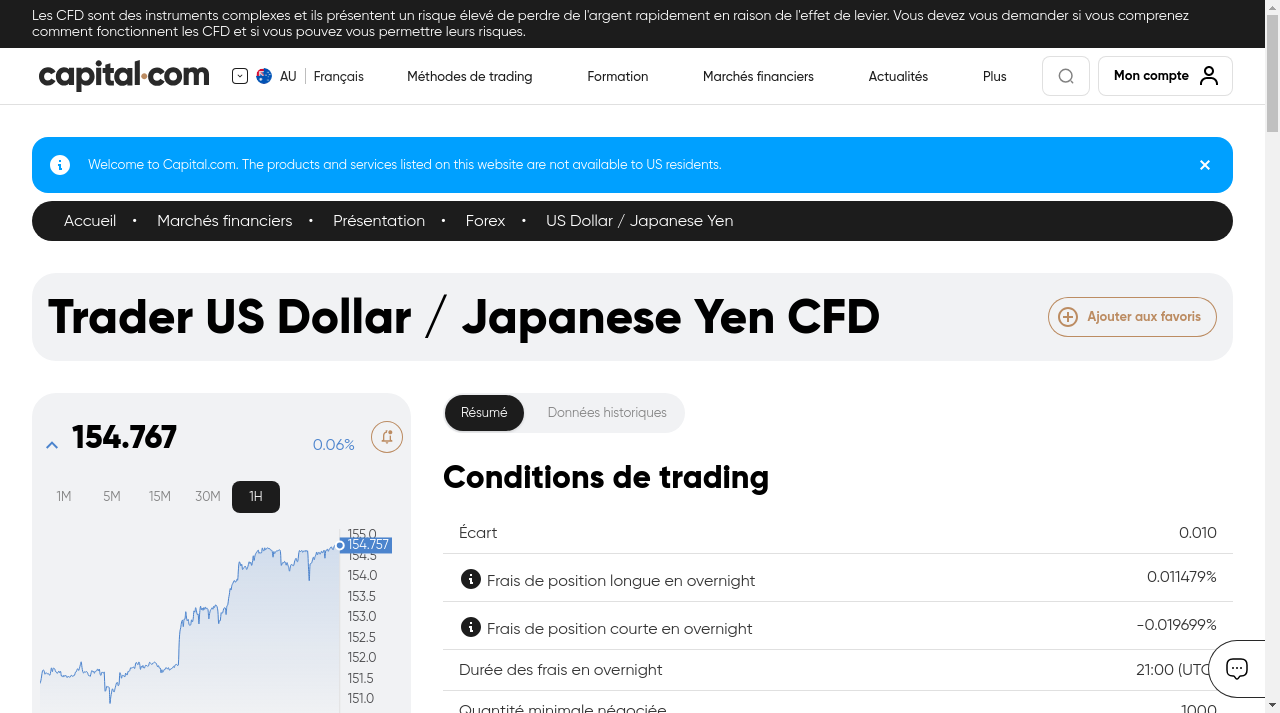 Les CFD sont des instruments complexes et ils présentent un risque élevé de perdre de l'argent rapidement en raison de l'effet de levier. Vous devez vous demander si vous comprenez
comment fonctionnent les CFD et si vous pouvez vous permettre leurs risques.
capital.com
AU
Français
Méthodes de trading
Formation
Marchés financiers
Actualités
Plus
Mon compte
Welcome to Capital.com. The products and services listed on this website are not available to US residents.
Accueil • Marchés financiers • Présentation • Forex • US Dollar / Japanese Yen
Trader US Dollar / Japanese Yen CFD
Ajouter aux favoris
154.767
0.06%
1M 5M 15M 30M 1H
155.0
154.757
154.5
154.0
153.5
153.0
152.5
152.0
151.5
151.0
Résumé
Données historiques
Conditions de trading
Écart 0.010
Frais de position longue en overnight 0.011479%
Frais de position courte en overnight -0.019699%
Durée des frais en overnight 21:00 (UTC
Quantité minimale négociée 1000